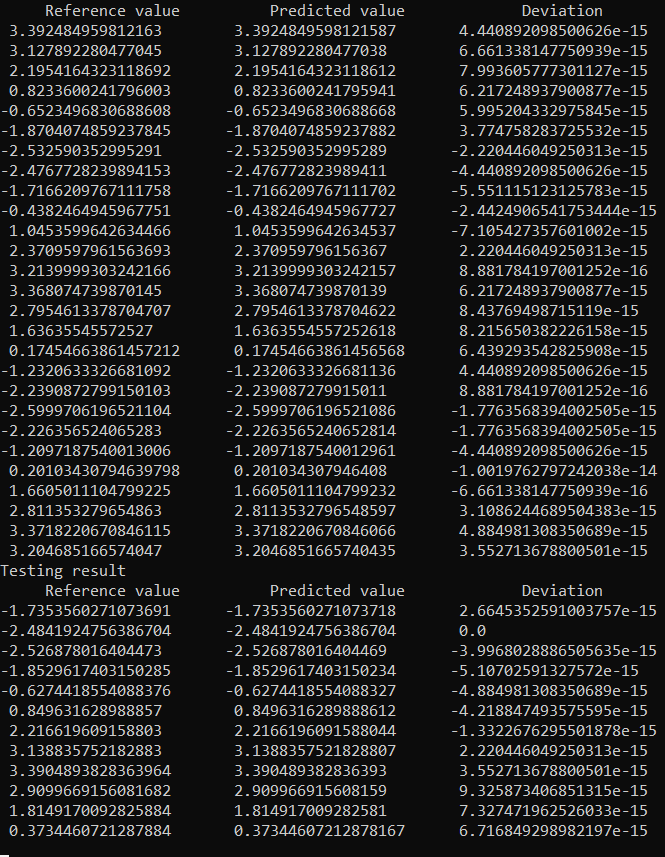 Reference value Predicted value Deviation
3.392484959812163 3.3924849598121587 4.440892098500626e-15
3.127892280477045 3.127892280477038 6.661338147750939e-15
2.1954164323118692 2.1954164323118612 7.993605777301127e-15
0.8233600241796003 0.8233600241795941 6.217248937900877e-15
-0.6523496830688608 -0.6523496830688668 5.995204332975845e-15
-1.8704074859237845 -1.8704074859237882 3.774758283725532e-15
-2.532590352995291 -2.532590352995289 -2.220446049250313e-15
-2.4767728239894153 -2.476772823989411 -4.440892098500626e-15
-1.7166209767111758 -1.7166209767111702 -5.551115123125783e-15
-0.4382464945967751 -0.4382464945967727 -2.4424906541753444e-15
1.0453599642634466 1.0453599642634537 -7.105427357601002e-15
2.3709597961563693 2.370959796156367 2.220446049250313e-15
3.2139999303242166 3.2139999303242157 8.881784197001252e-16
3.368074739870145 3.368074739870139 6.217248937900877e-15
2.7954613378704707 2.7954613378704622 8.43769498715119e-15
1.63635545572527 1.6363554557252618 8.215650382226158e-15
0.17454663861457212 0.17454663861456568 6.439293542825908e-15
-1.2320633326681092 -1.2320633326681136 4.440892098500626e-15
-2.2390872799150103 -2.239087279915011 8.881784197001252e-16
-2.5999706196521104 -2.5999706196521086 -1.7763568394002505e-15
-2.226356524065283 -2.2263565240652814 -1.7763568394002505e-15
-1.2097187540013006 -1.2097187540012961 -4.440892098500626e-15
0.20103430794639798 0.201034307946408 -1.0019762797242038e-14
1.6605011104799225 1.6605011104799232 -6.661338147750939e-16
2.811353279654863 2.8113532796548597 3.1086244689504383e-15
3.3718220670846115 3.3718220670846066 4.884981308350689e-15
3.204685166574047 3.2046851665740435 3.552713678800501e-15
Testing result
Reference value Predicted value Deviation
-1.7353560271073691 -1.7353560271073718 2.6645352591003757e-15
-2.4841924756386704 -2.4841924756386704 0.0
-2.526878016404473 -2.526878016404469 -3.9968028886505635e-15
-1.8529617403150285 -1.8529617403150234 -5.10702591327572e-15
-0.6274418554088376 -0.6274418554088327 -4.884981308350689e-15
0.849631628988857 0.8496316289888612 -4.218847493575595e-15
2.216619609158803 2.2166196091588044 -1.3322676295501878e-15
3.138835752182883 3.1388357521828807 2.220446049250313e-15
3.3904893828363964 3.390489382836393 3.552713678800501e-15
2.9099669156081682 2.909966915608159 9.325873406851315e-15
1.8149170092825884 1.814917009282581 7.327471962526033e-15
0.3734460721287884 0.37344607212878167 6.716849298982197e-15